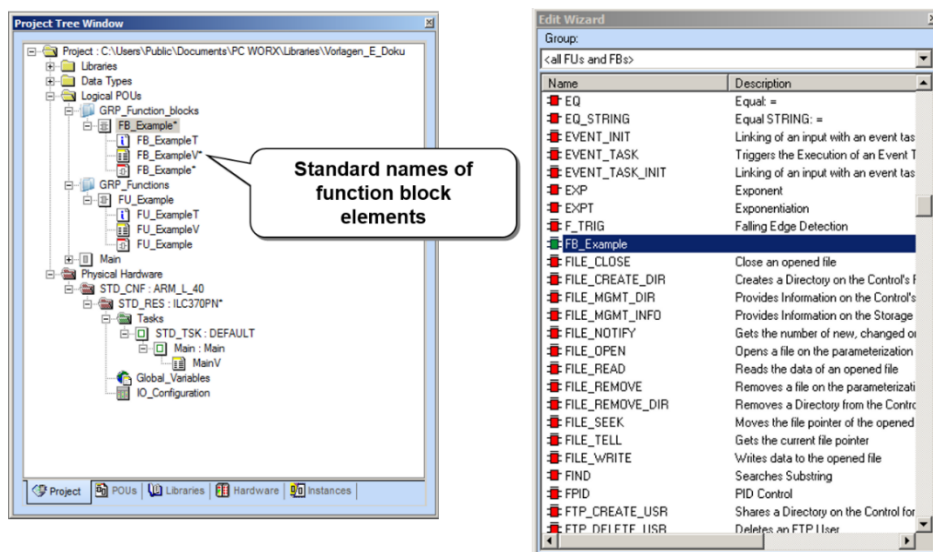 Project Tree Window
Project : C:\Users\Public\Documents\PC WORX\Libraries\Vorlagen_E_Doku
Libraries
Data Types
Logical POUs
GRP_Function_blocks
FB_Example*
FB_ExampleT
FB_ExampleV*
FB_Example*
GRP_Functions
FU_Example
FU_ExampleT
FU_ExampleV
FU_Example
Main
Physical Hardware
STD_CNF : ARM_L_40
STD_RES : ILC370PN*
Tasks
STD_TSK : DEFAULT
Main : Main
MainV
Global_Variables
IO_Configuration
Project POUs Libraries Hardware Instances
Standard names of
function block
elements
Edit Wizard
Group:
<all FUs and FBs>
Name Description
EQ Equal: =
EQ_STRING Equal STRING: =
EVENT_INIT Linking of an input with an event tas
EVENT_TASK Triggers the Execution of an Event T
EVENT_TASK_INIT Linking of an input with an event tas
EXP Exponent
EXPT Exponentiation
F_TRIG Falling Edge Detection
FB_Example
FILE_CLOSE Close an opened file
FILE_CREATE_DIR Creates a Directory on the Control's F
FILE_MGMT_DIR Provides Information on the Control's
FILE_MGMT_INFO Provides Information on the Storage
FILE_NOTIFY Gets the number of new, changed o
FILE_OPEN Opens a file on the parameterization
FILE_READ Reads the data of an opened file
FILE_REMOVE Removes a file on the parameterizati
FILE_REMOVE_DIR Removes a Directory from the Contro
FILE_SEEK Moves the file pointer of the opened
FILE_TELL Gets the current file pointer
FILE_WRITE Writes data to the opened file
FIND Searches Substring
FPID PID Control
FTP_CREATE_USR Shares a Directory on the Control for
FTP_DELETE_USR Deletes an FTP User